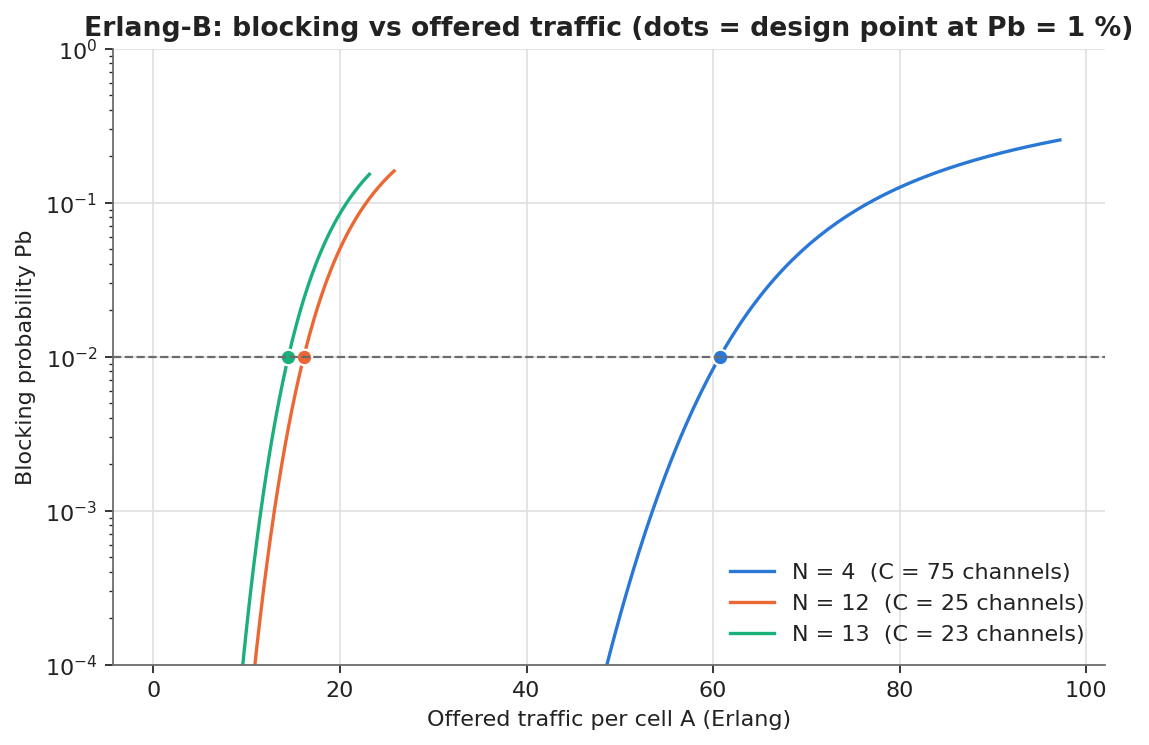 Erlang-B: blocking vs offered traffic (dots = design point at Pb = 1 %)
Blocking probability Pb
10⁰
10⁻¹
10⁻²
10⁻³
10⁻⁴
N = 4 (C = 75 channels)
N = 12 (C = 25 channels)
N = 13 (C = 23 channels)
0 20 40 60 80 100
Offered traffic per cell A (Erlang)